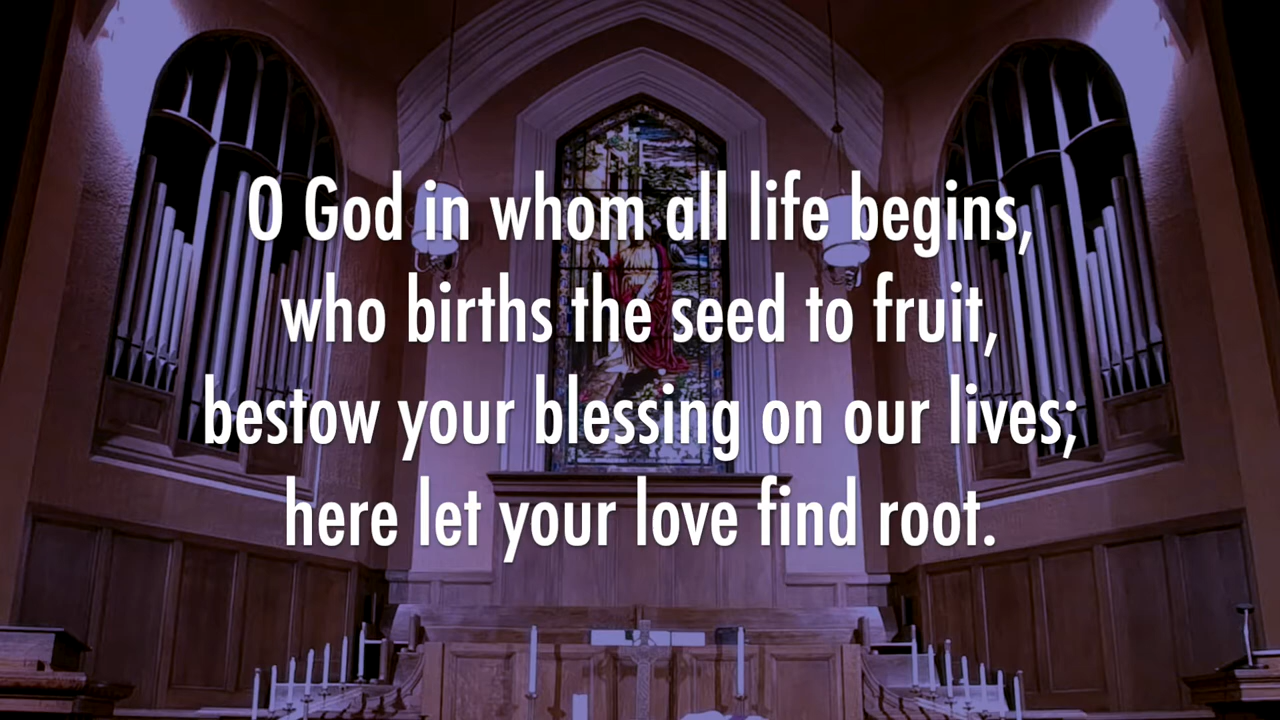 O God in whom all life begins,
who births the seed to fruit,
bestow your blessing on our lives;
here let your love find root.